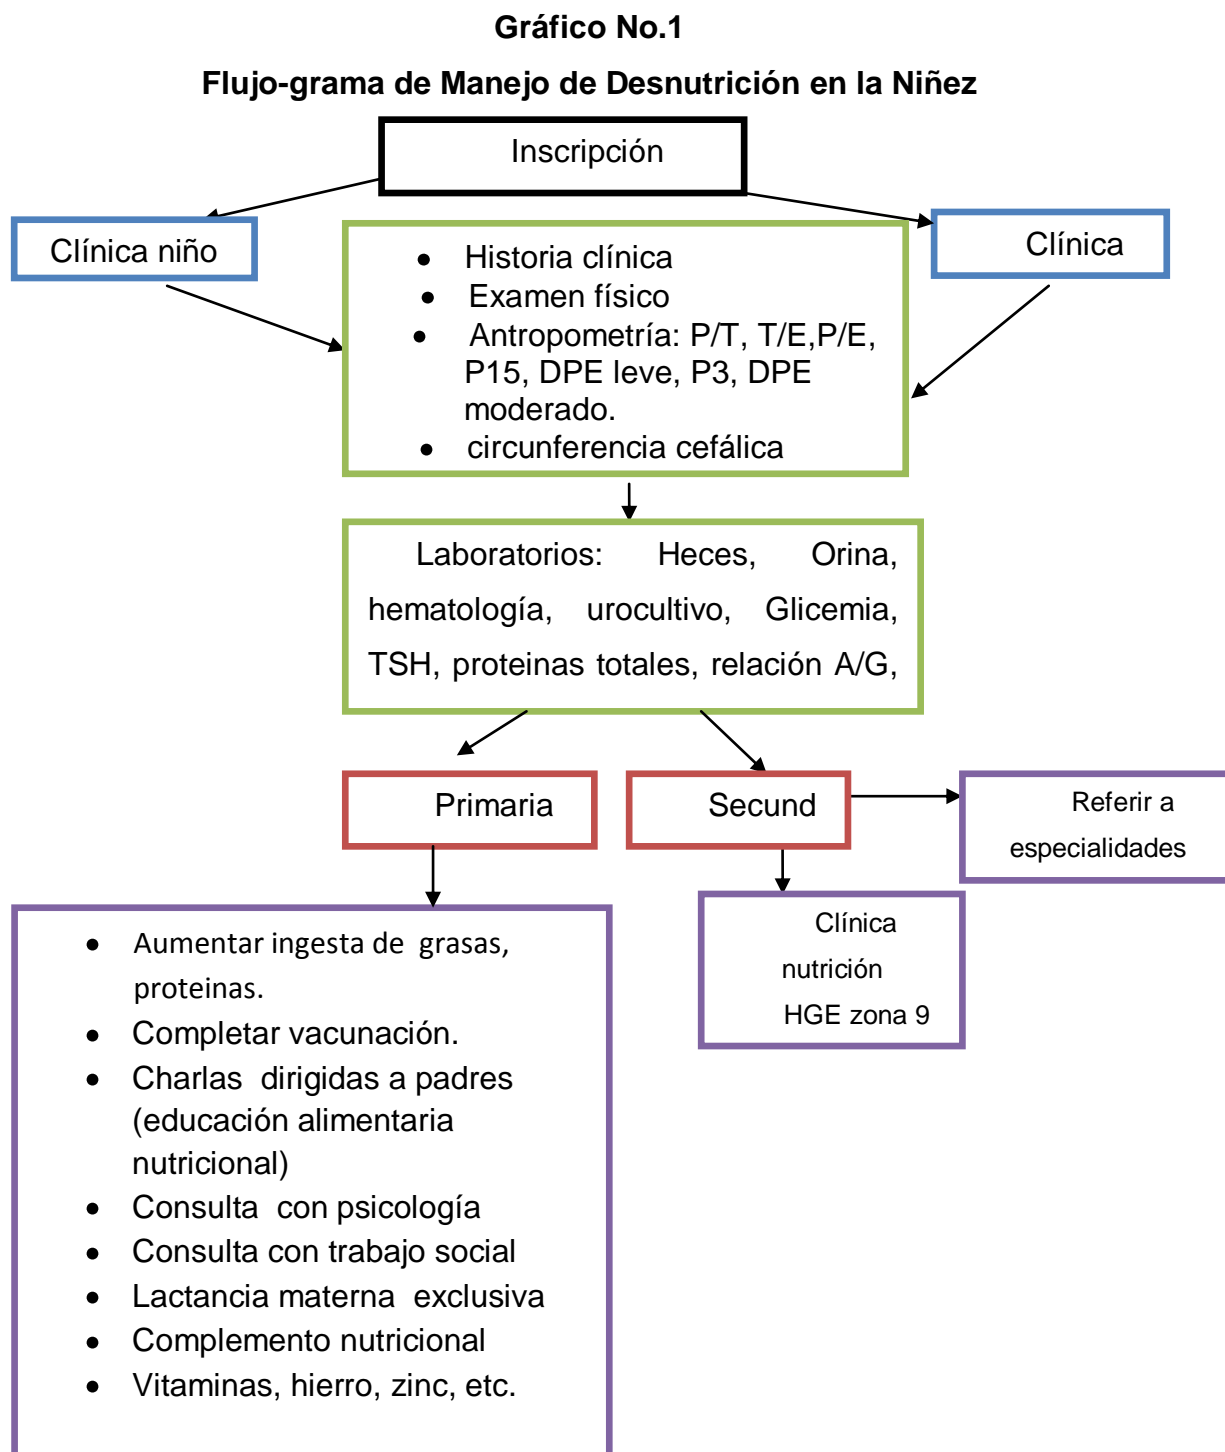 Gráfico No.1
Flujo-grama de Manejo de Desnutrición en la Niñez
Inscripción
Clínica niño
Clínica
• Historia clínica
• Examen físico
• Antropometría: P/T, T/E,P/E,
P15, DPE leve, P3, DPE
moderado.
• circunferencia cefálica
Laboratorios: Heces, Orina,
hematología, urocultivo, Glicemia,
TSH, proteinas totales, relación A/G,
Primaria
Secund
Referir a
especialidades
Clínica
nutrición
HGE zona 9
• Aumentar ingesta de grasas,
proteinas.
• Completar vacunación.
• Charlas dirigidas a padres
(educación alimentaria
nutricional)
• Consulta con psicología
• Consulta con trabajo social
• Lactancia materna exclusiva
• Complemento nutricional
• Vitaminas, hierro, zinc, etc.